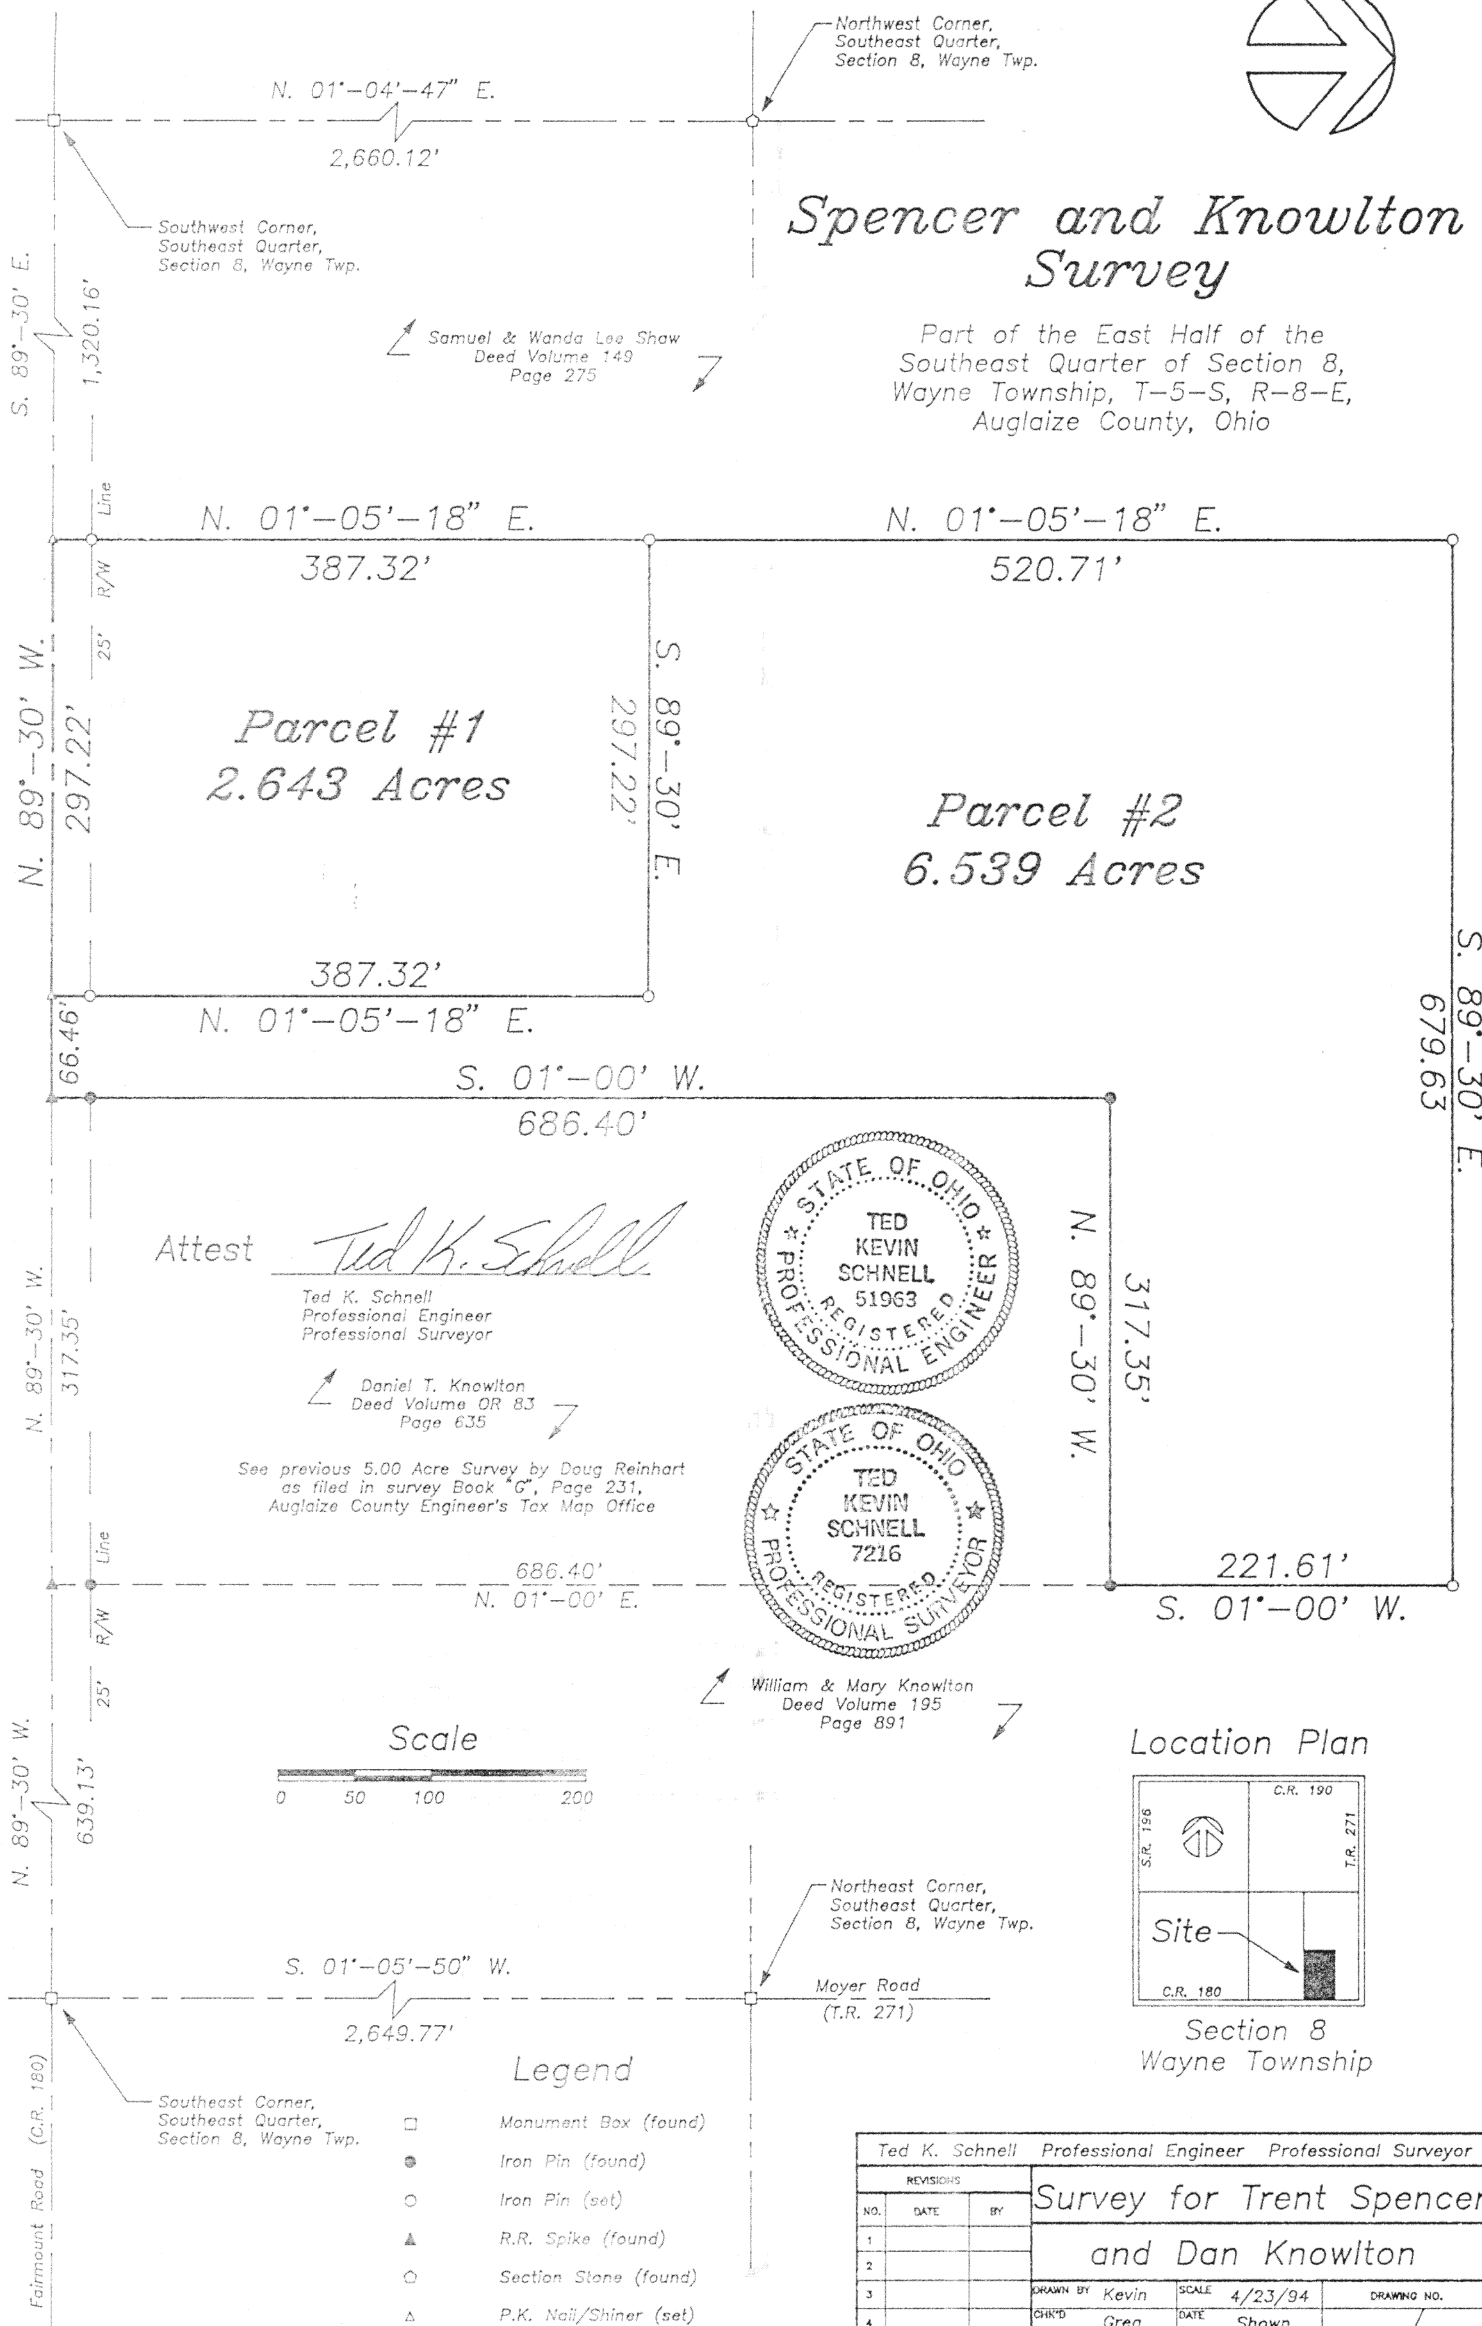 Northwest Corner,
Southeast Quarter,
Section 8, Wayne Twp.
N. 01°-04'-47" E.
2,660.12'
Southwest Corner,
Southeast Quarter,
Section 8, Wayne Twp.
Spencer and Knowlton
Survey
Part of the East Half of the
Southeast Quarter of Section 8,
Wayne Township, T-5-S, R-8-E,
Auglaize County, Ohio
S. 89°-30' E.
1,320.16'
Samuel & Wanda Lee Shaw
Deed Volume 149
Page 275
25' R/W Line
N. 01°-05'-18" E.
387.32'
N. 01°-05'-18" E.
520.71'
N. 89°-30' W.
297.22'
Parcel #1
2.643 Acres
S. 89°-30' E.
297.22'
Parcel #2
6.539 Acres
S. 89°-30' E.
679.63
387.32'
N. 01°-05'-18" E.
66.46'
S. 01°-00' W.
686.40'
Attest Ted K. Schnell
Ted K. Schnell
Professional Engineer
Professional Surveyor
STATE OF OHIO
TED
KEVIN
SCHNELL
51963
REGISTERED
PROFESSIONAL ENGINEER
N. 89°-30' W.
317.35'
N. 89°-30' W.
317.35'
Daniel T. Knowlton
Deed Volume OR 83
Page 635
See previous 5.00 Acre Survey by Doug Reinhart
as filed in survey Book "G", Page 231,
Auglaize County Engineer's Tax Map Office
STATE OF OHIO
TED
KEVIN
SCHNELL
7216
REGISTERED
PROFESSIONAL SURVEYOR
686.40'
N. 01°-00' E.
221.61'
S. 01°-00' W.
25' R/W Line
William & Mary Knowlton
Deed Volume 195
Page 891
N. 89°-30' W.
639.13'
Scale
0 50 100 200
Location Plan
C.R. 190
S.R. 196
T.R. 271
Site
C.R. 180
Section 8
Wayne Township
Northeast Corner,
Southeast Quarter,
Section 8, Wayne Twp.
S. 01°-05'-50" W.
2,649.77'
Moyer Road
(T.R. 271)
Southeast Corner,
Southeast Quarter,
Section 8, Wayne Twp.
Fairmount Road (C.R. 180)
Legend
Monument Box (found)
Iron Pin (found)
Iron Pin (set)
R.R. Spike (found)
Section Stone (found)
P.K. Nail/Shiner (set)
Ted K. Schnell Professional Engineer Professional Surveyor
REVISIONS
NO. DATE BY
1
2
3
4
Survey for Trent Spencer
and Dan Knowlton
DRAWN BY Kevin
SCALE 4/23/94
DRAWING NO.
CHK'D Greg
DATE Shown